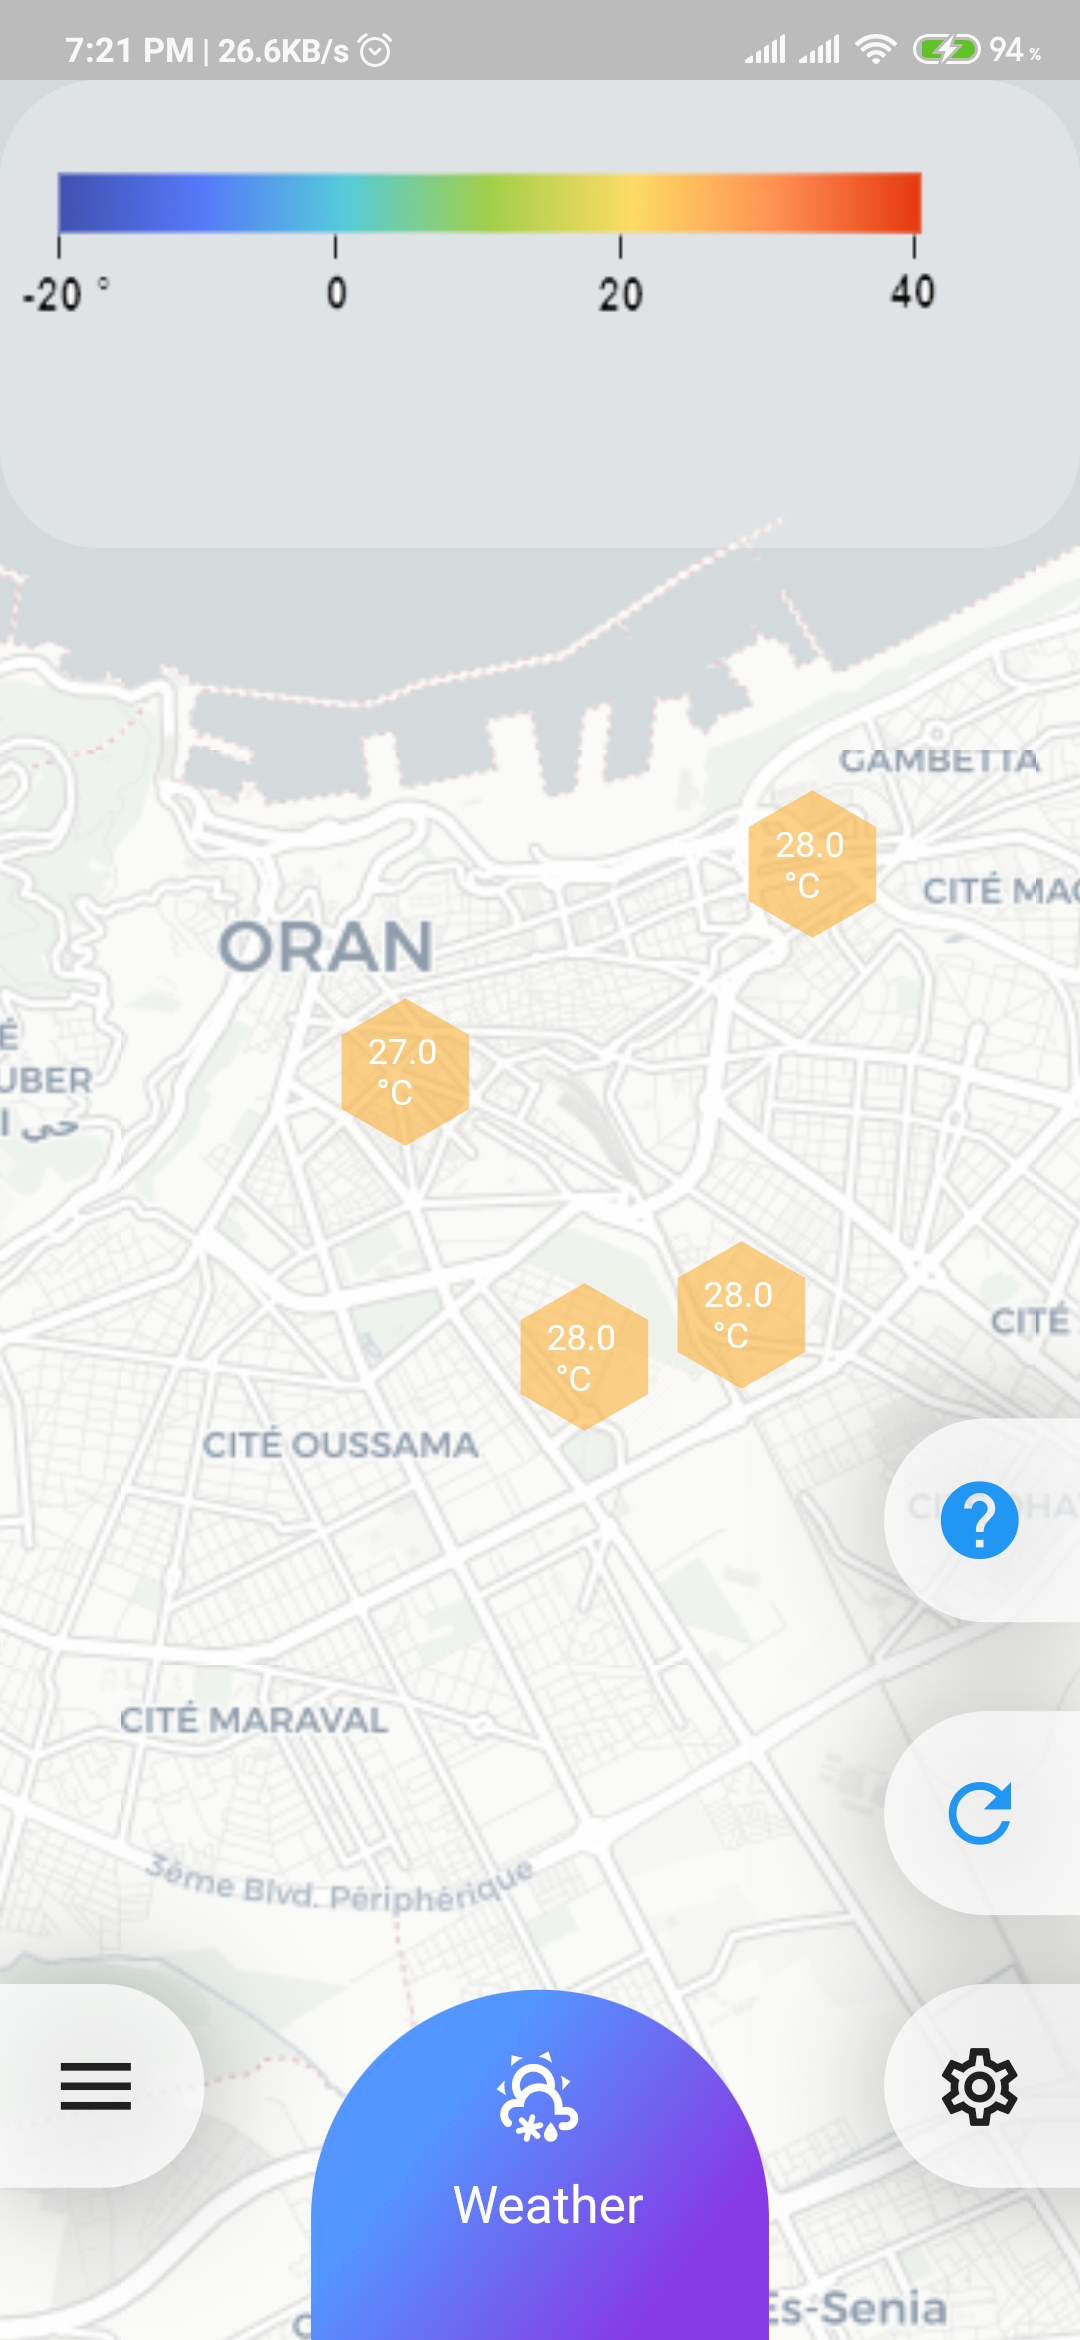 7:21 PM | 26.6KB/s 94 %
-20 ° 0 20 40
GAMBETTA
28.0
°C
CITÉ MAC
ORAN
27.0
°C
É
UBER
حي ا
28.0
°C
28.0
°C
CITÉ
CITÉ OUSSAMA
CITÉ MARAVAL
3ème Blvd. Périphérique
Weather
Es-Senia